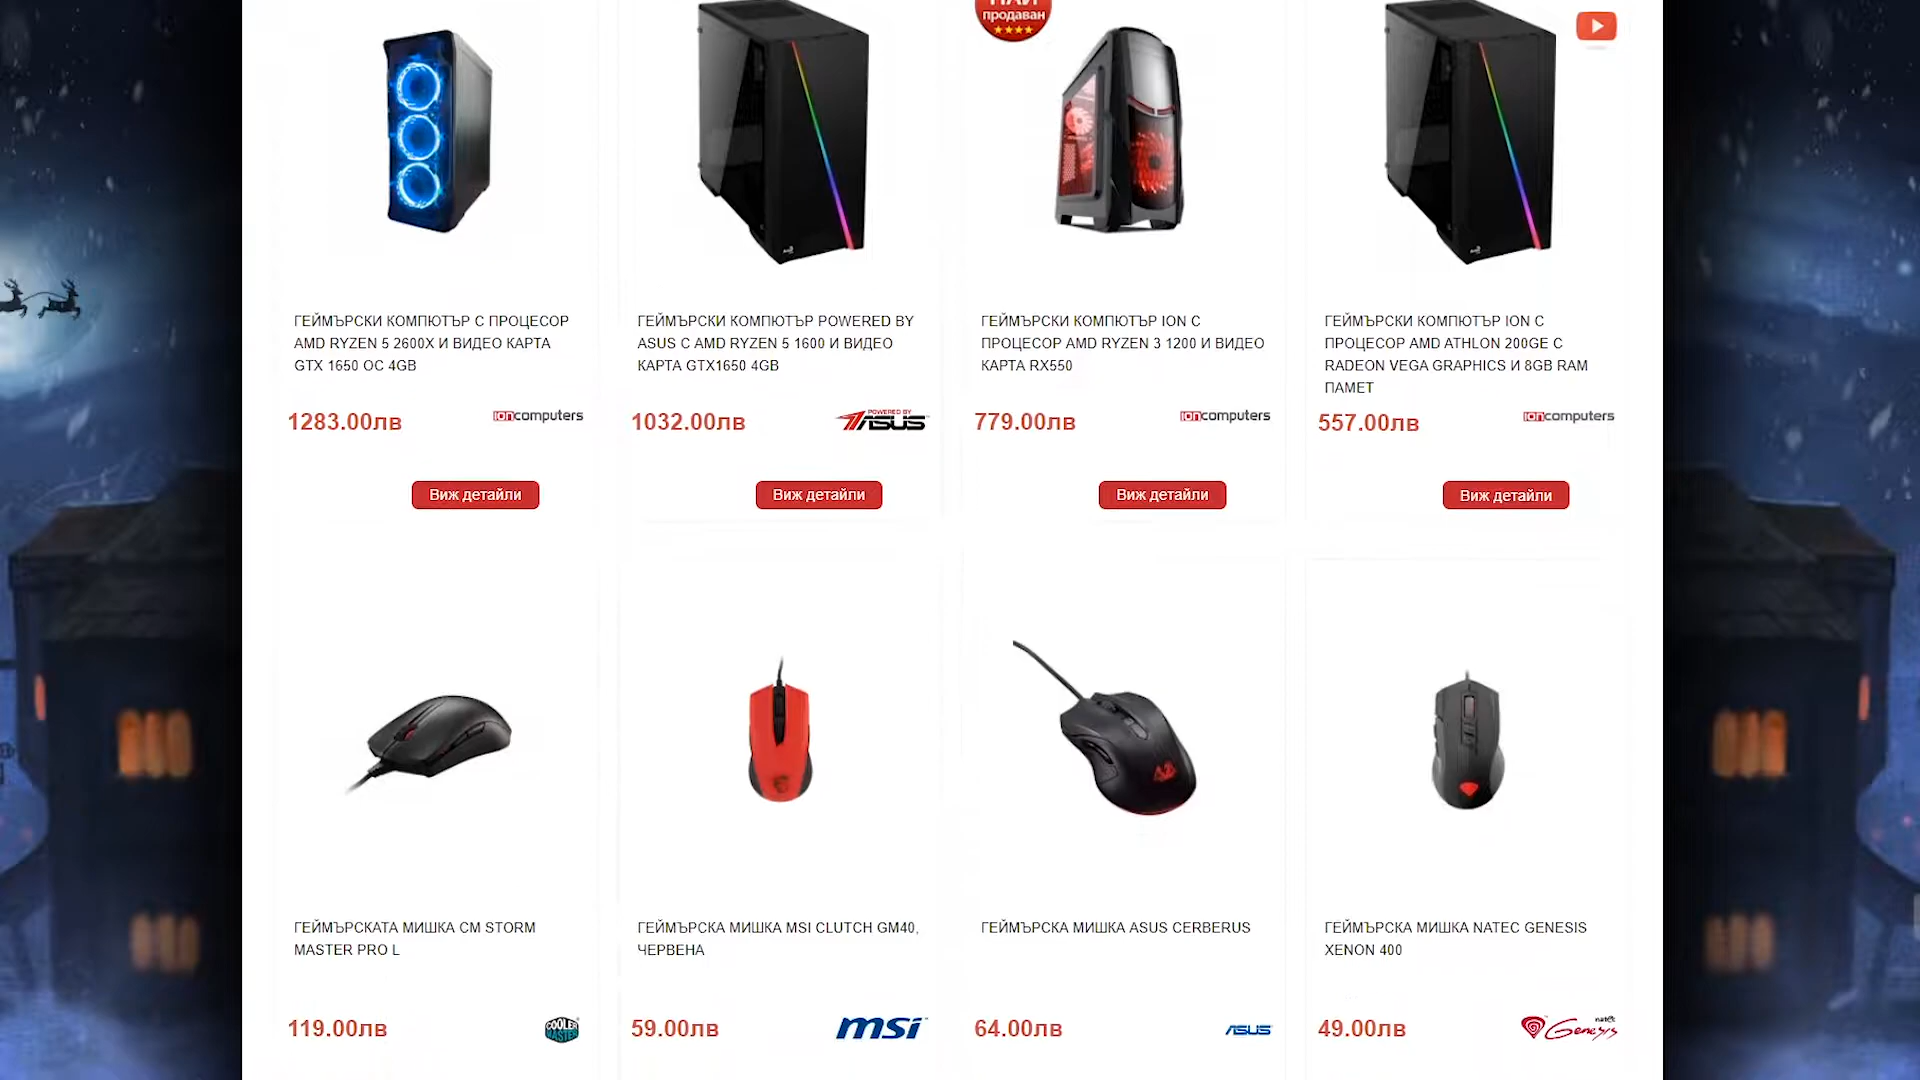 НАЙ
продаван
ГЕЙМЪРСКИ КОМПЮТЪР С ПРОЦЕСОР
AMD RYZEN 5 2600X И ВИДЕО КАРТА
GTX 1650 OC 4GB
1283.00лв
ioncomputers
Виж детайли
ГЕЙМЪРСКИ КОМПЮТЪР POWERED BY
ASUS С AMD RYZEN 5 1600 И ВИДЕО
КАРТА GTX1650 4GB
1032.00лв
POWERED BY
ASUS
Виж детайли
ГЕЙМЪРСКИ КОМПЮТЪР ION С
ПРОЦЕСОР AMD RYZEN 3 1200 И ВИДЕО
КАРТА RX550
779.00лв
ioncomputers
Виж детайли
ГЕЙМЪРСКИ КОМПЮТЪР ION С
ПРОЦЕСОР AMD ATHLON 200GE С
RADEON VEGA GRAPHICS И 8GB RAM
ПАМЕТ
557.00лв
ioncomputers
Виж детайли
ГЕЙМЪРСКАТА МИШКА CM STORM
MASTER PRO L
119.00лв
COOLER
MASTER
ГЕЙМЪРСКА МИШКА MSI CLUTCH GM40,
ЧЕРВЕНА
59.00лв
msi
ГЕЙМЪРСКА МИШКА ASUS CERBERUS
64.00лв
ASUS
ГЕЙМЪРСКА МИШКА NATEC GENESIS
XENON 400
49.00лв
natec
Genesis